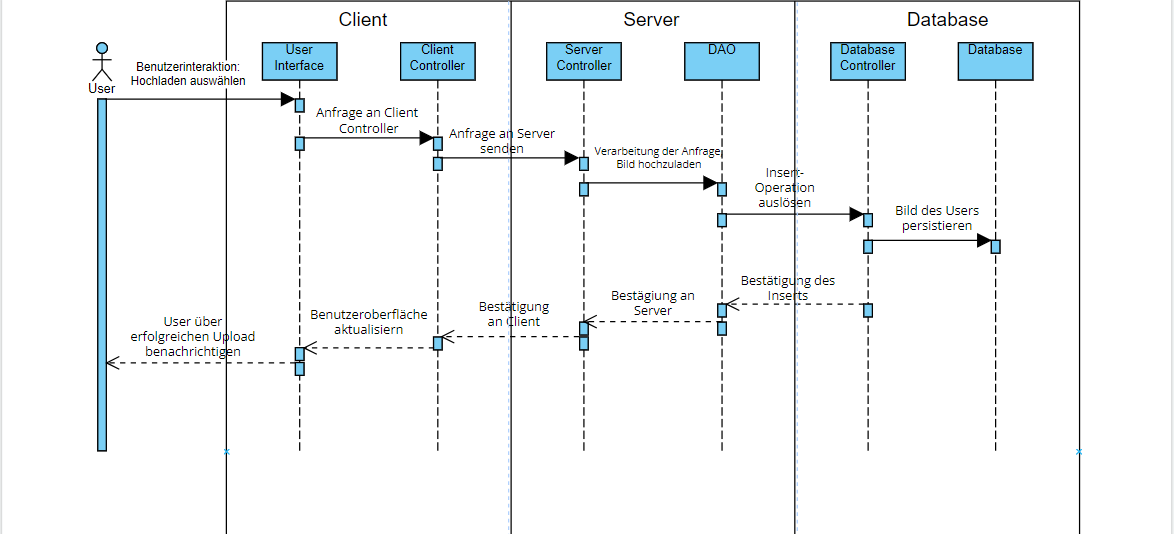 Client
Server
Database
User
Interface
Client
Controller
Server
Controller
DAO
Database
Controller
Database
User
Benutzerinteraktion:
Hochladen auswählen
Anfrage an Client
Controller
Anfrage an Server
senden
Verarbeitung der Anfrage,
Bild hochzuladen
Insert-
Operation
auslösen
Bild des Users
persistieren
Bestätigung des
Inserts
Bestägiung an
Server
Bestätigung
an Client
Benutzeroberfläche
aktualisiern
User über
erfolgreichen Upload
benachrichtigen